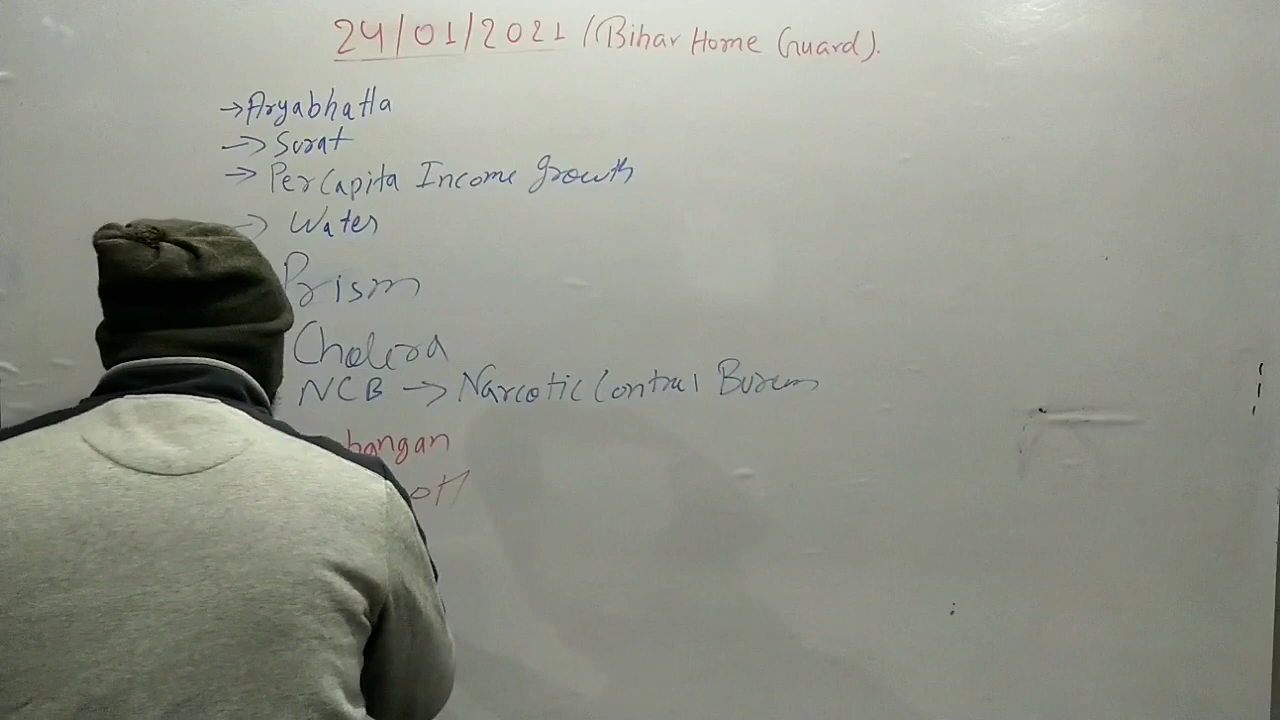 24/01/2021 / (Bihar Home Guard).
→ Aryabhatta
→ Surat
→ Per Capita Income Growth
→ Water
Prism
Cholera
NCB → Narcotic Control Bureau
bangan